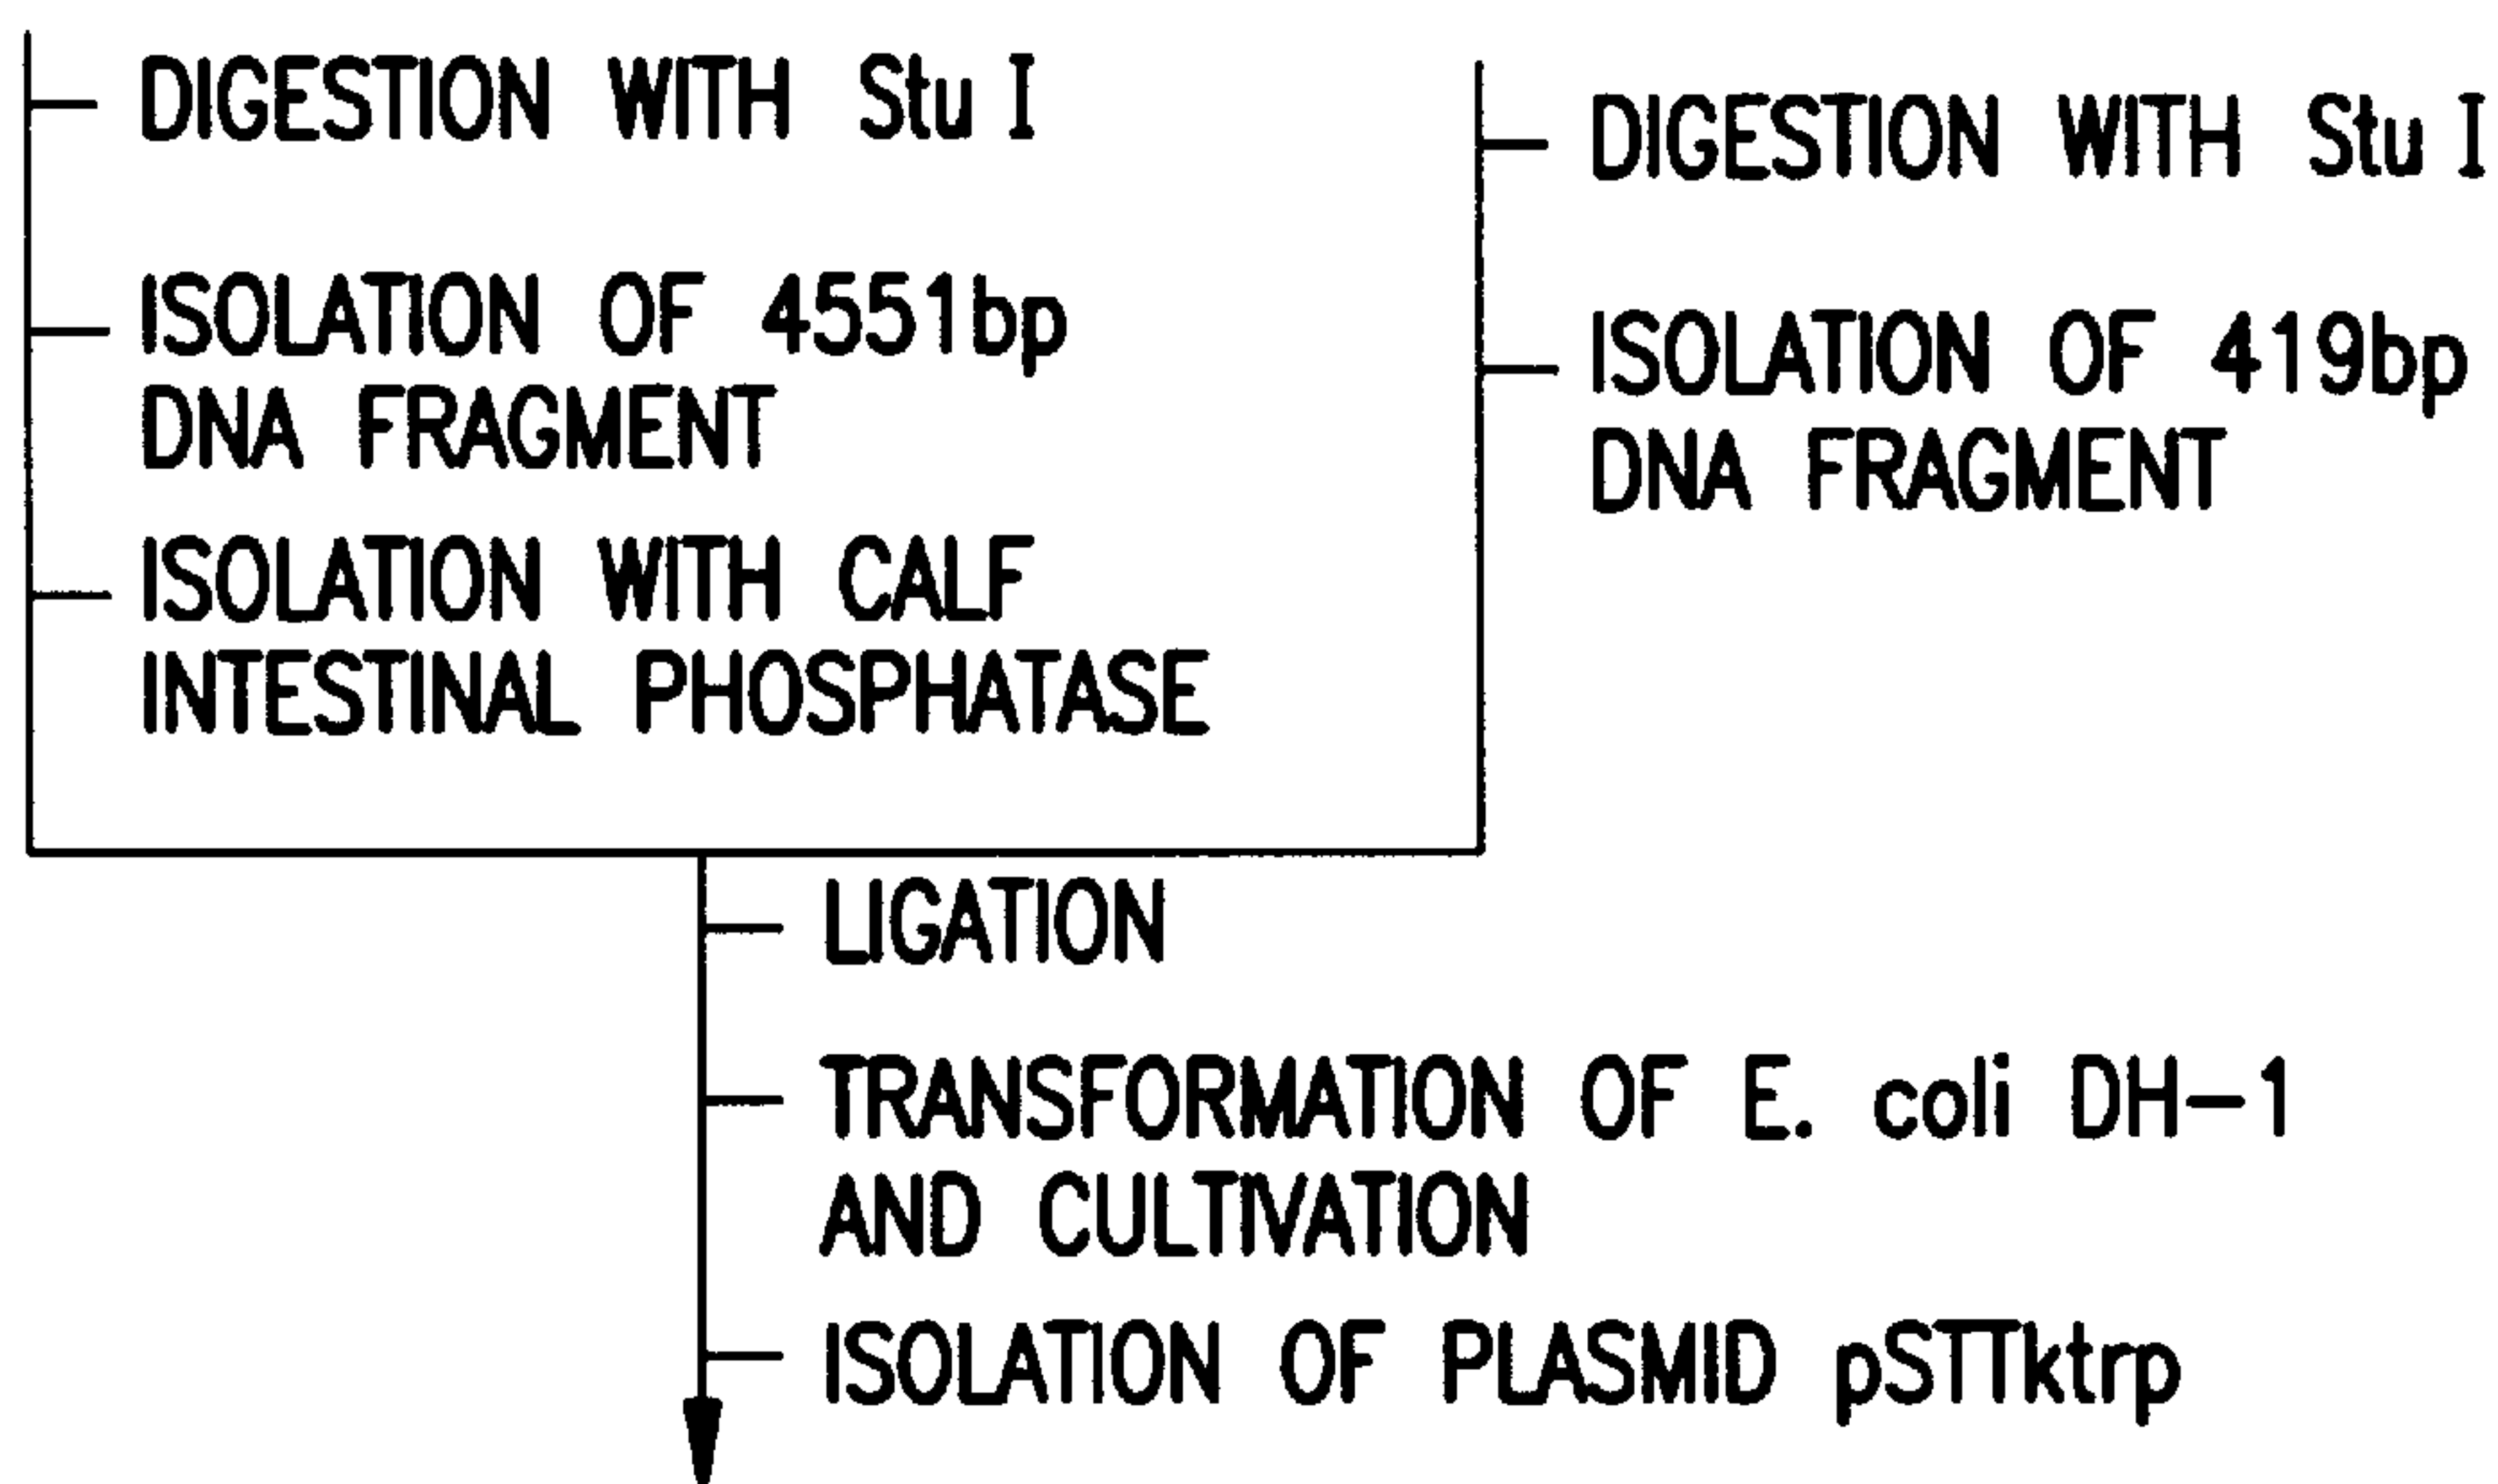 DIGESTION WITH Stu I
ISOLATION OF 4551bp
DNA FRAGMENT
ISOLATION WITH CALF
INTESTINAL PHOSPHATASE
DIGESTION WITH Stu I
ISOLATION OF 419bp
DNA FRAGMENT
LIGATION
TRANSFORMATION OF E. coli DH-1
AND CULTIVATION
ISOLATION OF PLASMID pSTTktrp